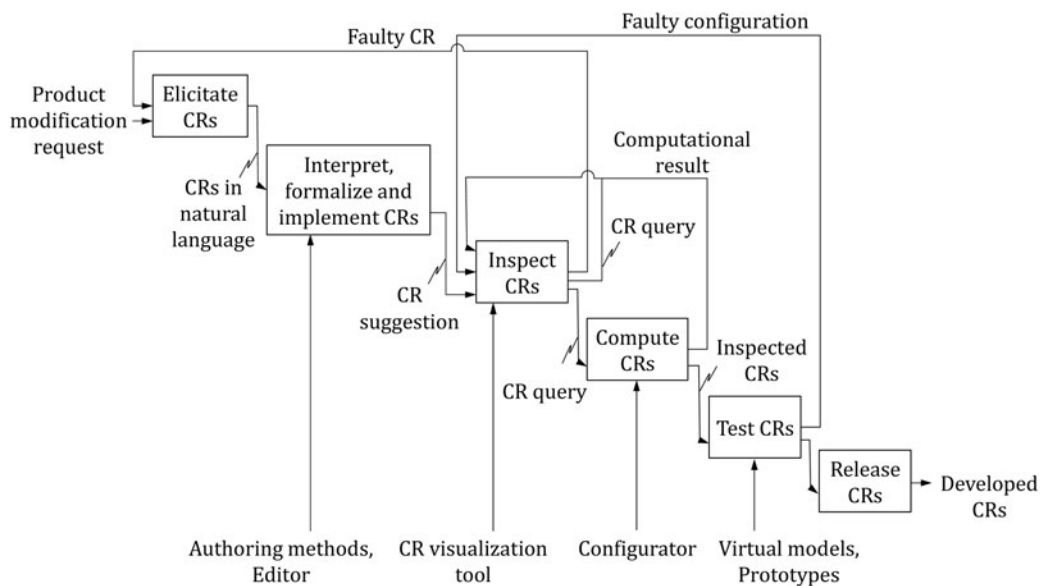 Faulty configuration
Faulty CR
Product
modification
request
Elicitate
CRs
Computational
result
Interpret,
formalize and
implement CRs
CRs in
natural
language
CR query
Inspect
CRs
CR
suggestion
Compute
CRs
Inspected
CRs
CR query
Test CRs
Release
CRs
Developed
CRs
Authoring methods,
Editor
CR visualization
tool
Configurator
Virtual models,
Prototypes